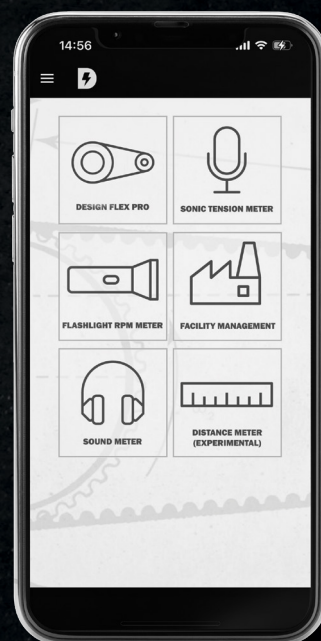 14:56
DESIGN FLEX PRO
SONIC TENSION METER
FLASHLIGHT RPM METER
FACILITY MANAGEMENT
SOUND METER
DISTANCE METER
(EXPERIMENTAL)